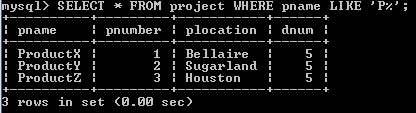 mysql> SELECT * FROM project WHERE pname LIKE 'P%';
+----------+---------+-----------+------+
| pname    | pnumber | plocation | dnum |
+----------+---------+-----------+------+
| ProductX |       1 | Bellaire  |    5 |
| ProductY |       2 | Sugarland |    5 |
| ProductZ |       3 | Houston   |    5 |
+----------+---------+-----------+------+
3 rows in set (0.00 sec)